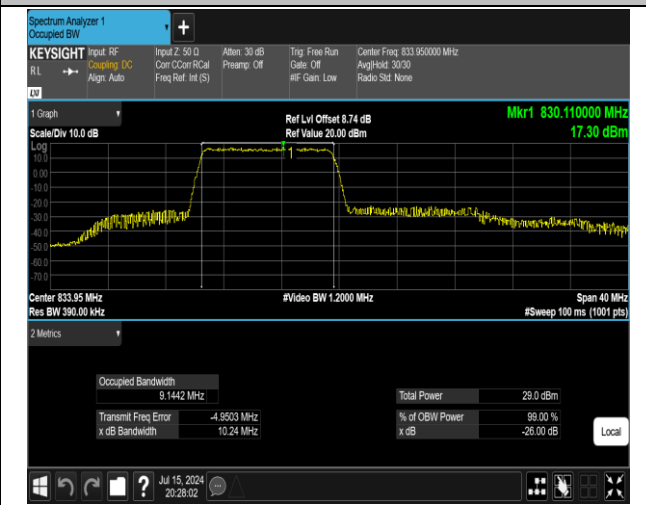 Spectrum Analyzer 1
Occupied BW
+
KEYSIGHT Input: RF Input Z: 50 Ω Atten: 30 dB Trig: Free Run Center Freq: 833.950000 MHz
R L Coupling: DC Corr CCorr RCal Preamp: Off Gate: Off Avg|Hold: 30/30
Align: Auto Freq Ref: Int (S) #IF Gain: Low Radio Std: None
LXI
1 Graph Ref Lvl Offset 8.74 dB Mkr1 830.110000 MHz
Scale/Div 10.0 dB Ref Value 20.00 dBm 17.30 dBm
Log
10.0
0.00
-10.0
-20.0
-30.0
-40.0
-50.0
-60.0
-70.0
1
Center 833.95 MHz #Video BW 1.2000 MHz Span 40 MHz
Res BW 390.00 kHz #Sweep 100 ms (1001 pts)
2 Metrics
Occupied Bandwidth
9.1442 MHz Total Power 29.0 dBm
Transmit Freq Error -4.9503 MHz % of OBW Power 99.00 %
x dB Bandwidth 10.24 MHz x dB -26.00 dB
Local
? Jul 15, 2024
20:28:02